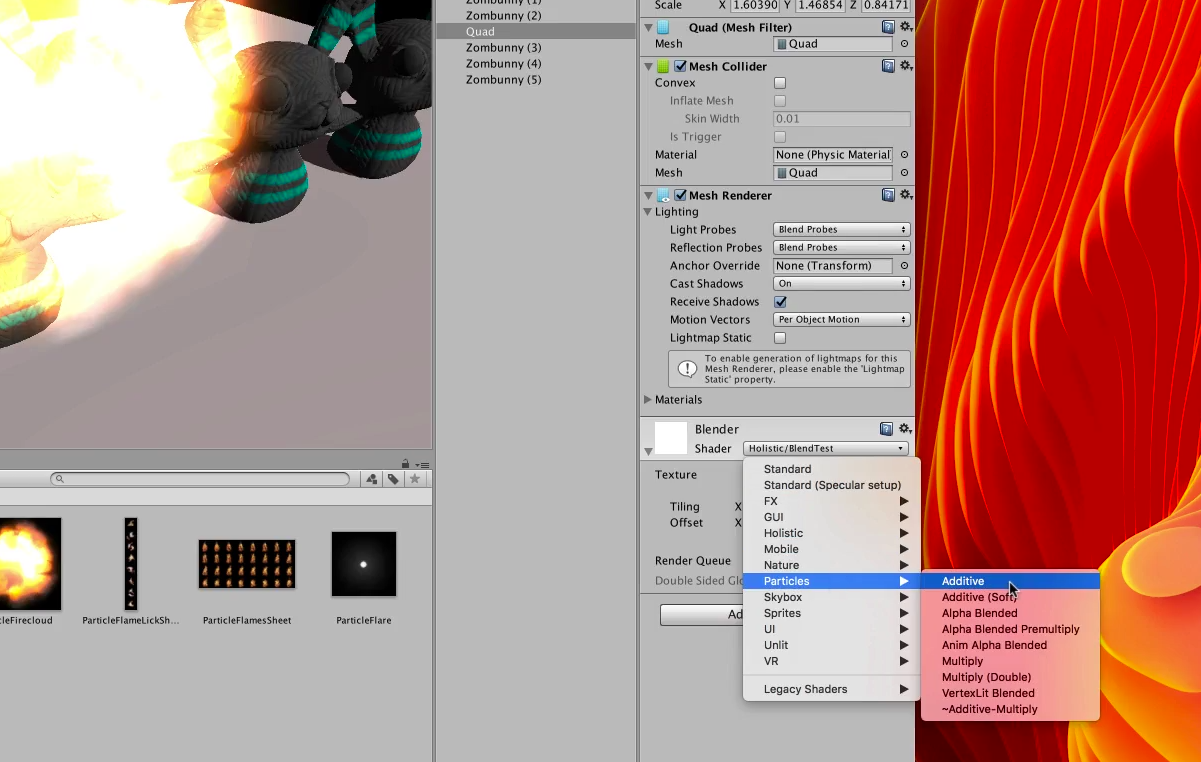 Zombunny (1)
Zombunny (2)
Quad
Zombunny (3)
Zombunny (4)
Zombunny (5)
Scale X 1.60390 Y 1.46854 Z 0.84171
Quad (Mesh Filter)
Mesh Quad
Mesh Collider
Convex
Inflate Mesh
Skin Width 0.01
Is Trigger
Material None (Physic Material)
Mesh Quad
Mesh Renderer
Lighting
Light Probes Blend Probes
Reflection Probes Blend Probes
Anchor Override None (Transform)
Cast Shadows On
Receive Shadows
Motion Vectors Per Object Motion
Lightmap Static
To enable generation of lightmaps for this
Mesh Renderer, please enable the 'Lightmap
Static' property.
Materials
Blender
Shader Holistic/BlendTest
Texture
Tiling X
Offset X
Render Queue
Double Sided Glo
Ad
Standard
Standard (Specular setup)
FX
GUI
Holistic
Mobile
Nature
Particles
Skybox
Sprites
UI
Unlit
VR
Legacy Shaders
Additive
Additive (Soft)
Alpha Blended
Alpha Blended Premultiply
Anim Alpha Blended
Multiply
Multiply (Double)
VertexLit Blended
~Additive-Multiply
cleFirecloud
ParticleFlameLickSh...
ParticleFlamesSheet
ParticleFlare